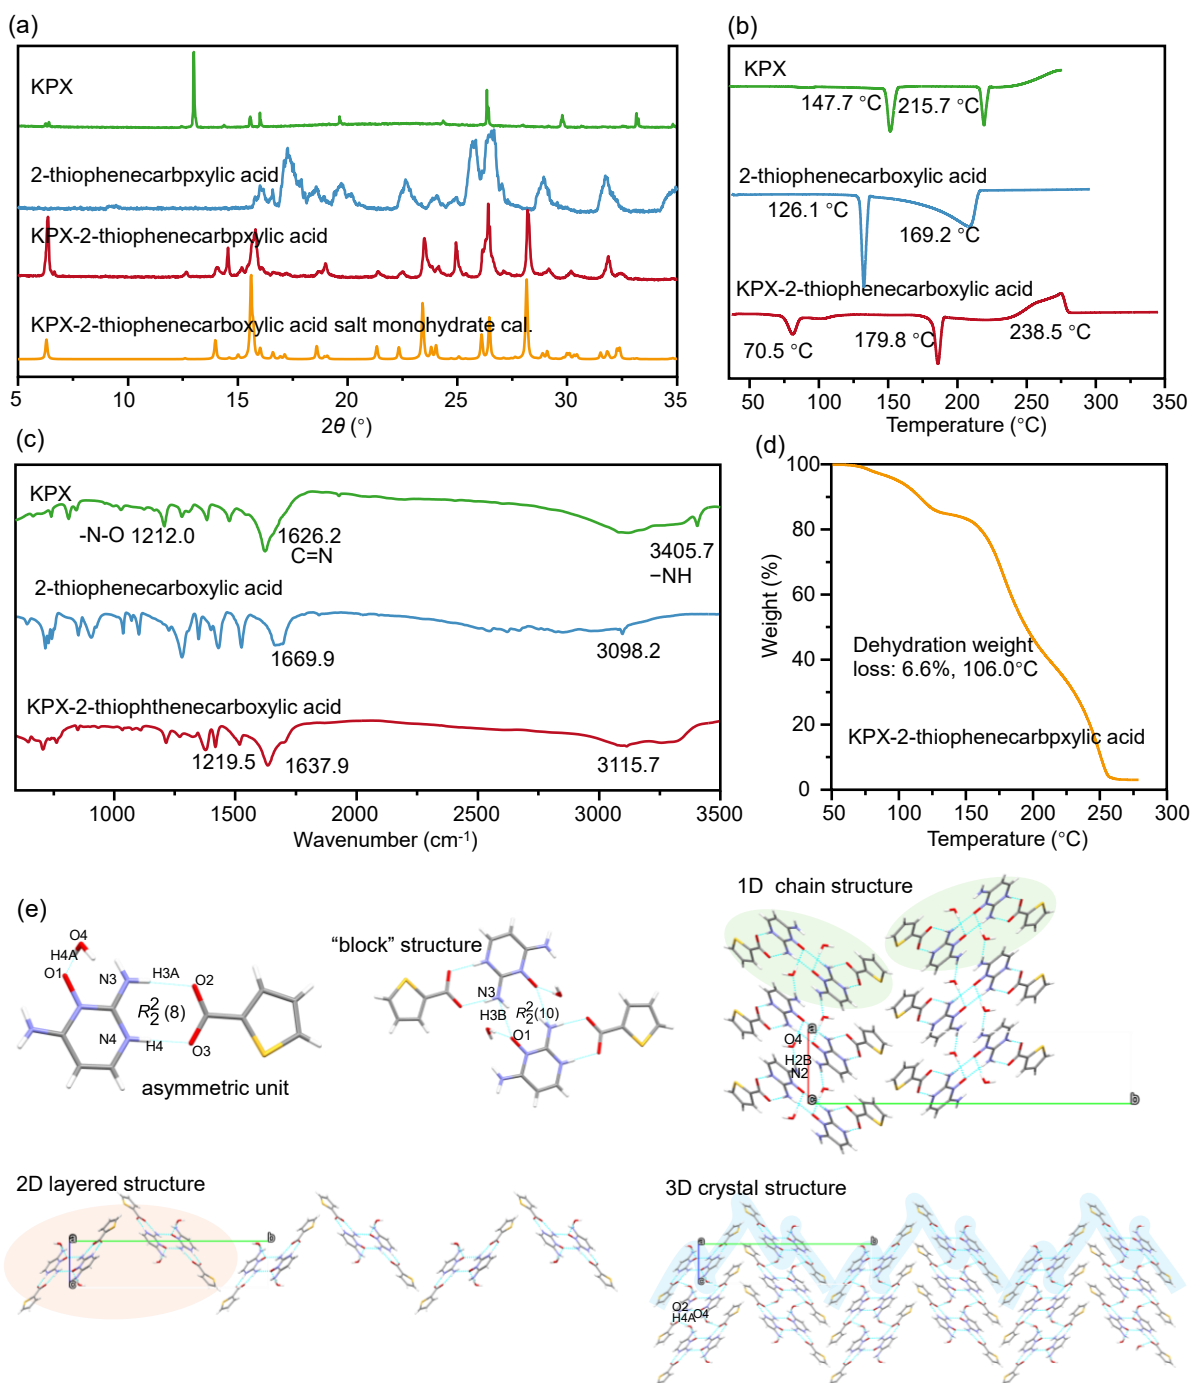 (a)
KPX
2-thiophenecarbpxylic acid
KPX-2-thiophenecarbpxylic acid
KPX-2-thiophenecarboxylic acid salt monohydrate cal.
5 10 15 20 25 30 35
2θ (°)
(b)
KPX
147.7 °C 215.7 °C
2-thiophenecarboxylic acid
126.1 °C
169.2 °C
KPX-2-thiophenecarboxylic acid
70.5 °C 179.8 °C 238.5 °C
50 100 150 200 250 300 350
Temperature (°C)
(c)
KPX
-N-O 1212.0 1626.2
C=N
3405.7
−NH
2-thiophenecarboxylic acid
1669.9 3098.2
KPX-2-thiophthenecarboxylic acid
1219.5 1637.9 3115.7
1000 1500 2000 2500 3000 3500
Wavenumber (cm-1)
(d)
100
80
60
40
20
0
Weight (%)
Dehydration weight
loss: 6.6%, 106.0°C
KPX-2-thiophenecarbpxylic acid
50 100 150 200 250 300
Temperature (°C)
(e)
O4
H4A
O1
N3 H3A O2
R22 (8)
N4 H4 O3
asymmetric unit
“block” structure
N3
H3B R22(10)
O1
1D chain structure
a
O4
H2B
N2
c b
2D layered structure
a b
c
3D crystal structure
a b
c
O2
H4A O4